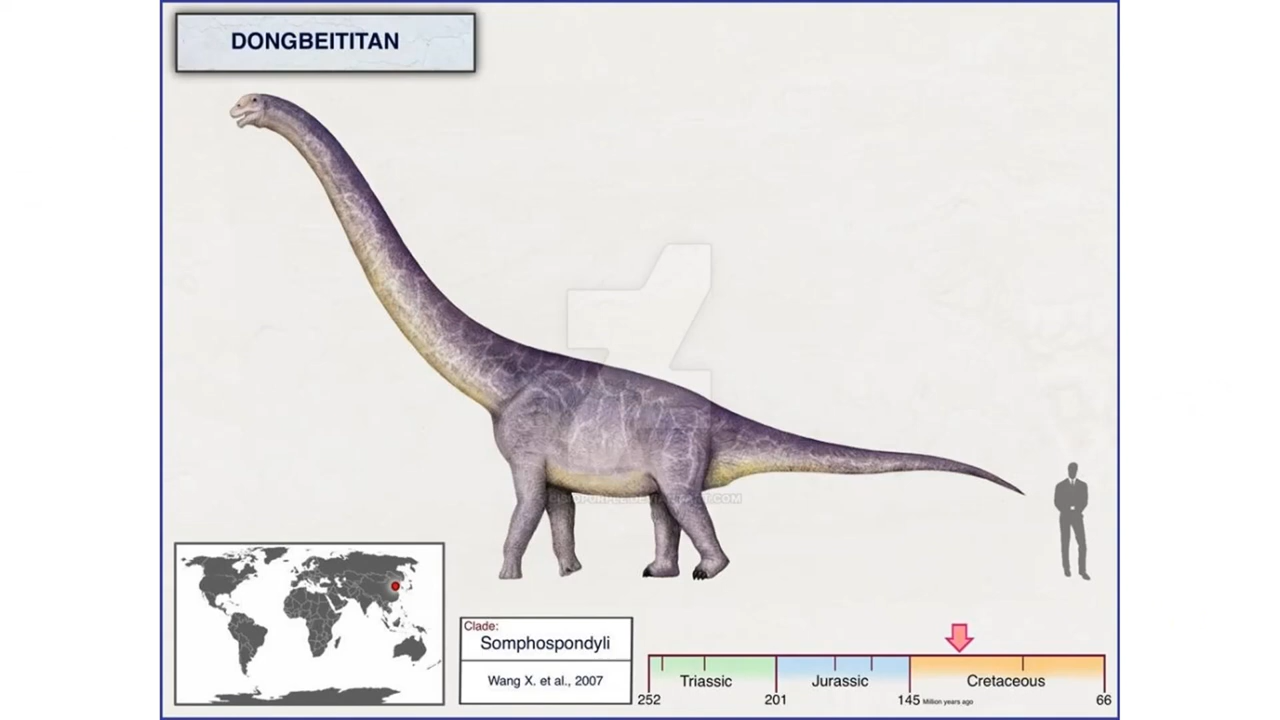 DONGBEITITAN
Clade:
Somphospondyli
Wang X. et al., 2007
Triassic
Jurassic
Cretaceous
252
201
145 Million years ago
66